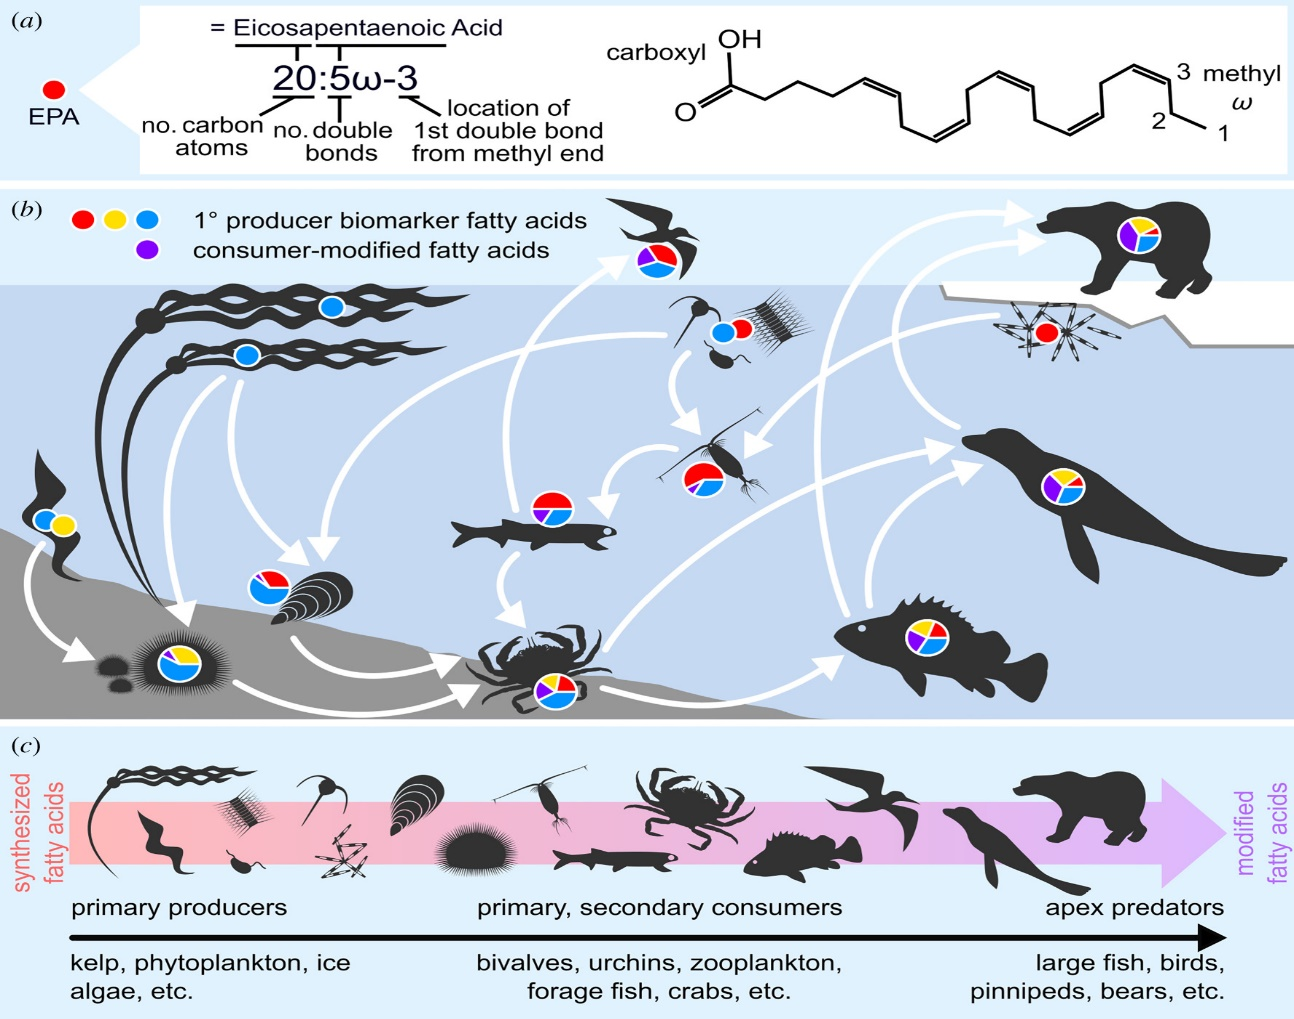 (a)
= Eicosapentaenoic Acid
20:5ω-3
EPA
no. carbon
atoms
no. double
bonds
location of
1st double bond
from methyl end
carboxyl
OH
O
3 methyl
ω
2
1
(b)
1° producer biomarker fatty acids
consumer-modified fatty acids
(c)
synthesized
fatty acids
modified
fatty acids
primary producers
primary, secondary consumers
apex predators
kelp, phytoplankton, ice
algae, etc.
bivalves, urchins, zooplankton,
forage fish, crabs, etc.
large fish, birds,
pinnipeds, bears, etc.